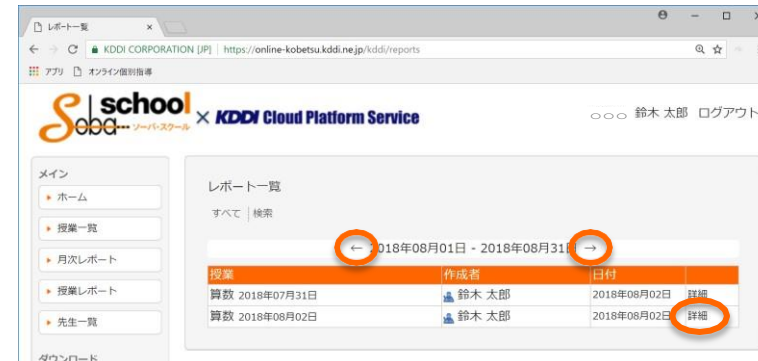 レポート一覧 ×
KDDI CORPORATION [JP] | https://online-kobetsu.kddi.ne.jp/kddi/reports
アプリ オンライン個別指導
Soba school ソーバ・スクール × KDDI Cloud Platform Service
○○○ 鈴木 太郎 ログアウト
メイン
ホーム
授業一覧
月次レポート
授業レポート
先生一覧
ダウンロード
レポート一覧
すべて | 検索
← 2018年08月01日 - 2018年08月31日 →
授業 作成者 日付
算数 2018年07月31日 鈴木 太郎 2018年08月02日 詳細
算数 2018年08月02日 鈴木 太郎 2018年08月02日 詳細